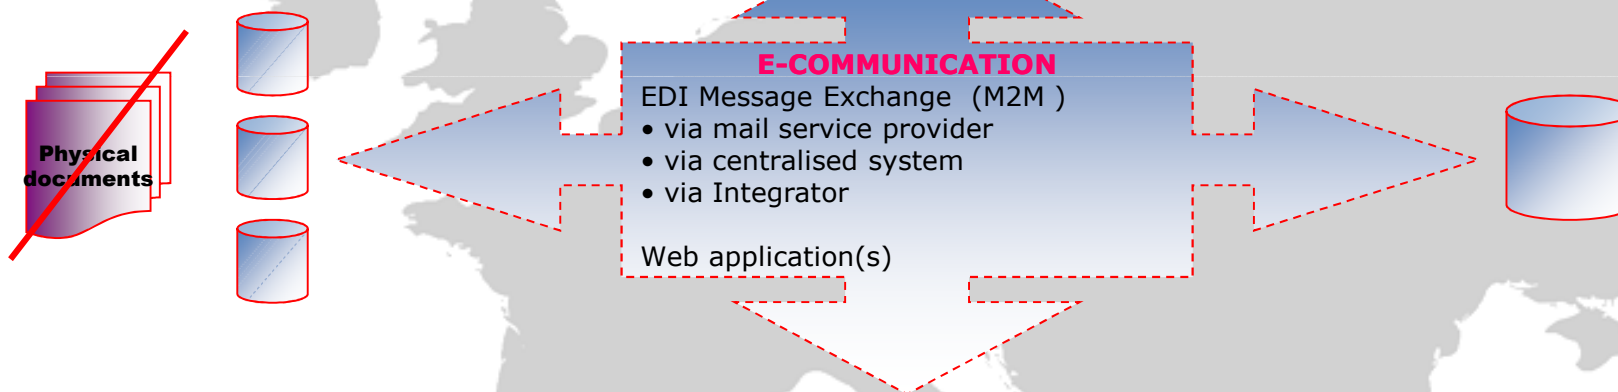 E-COMMUNICATION
EDI Message Exchange (M2M )
• via mail service provider
• via centralised system
• via Integrator
Web application(s)
Physical
documents